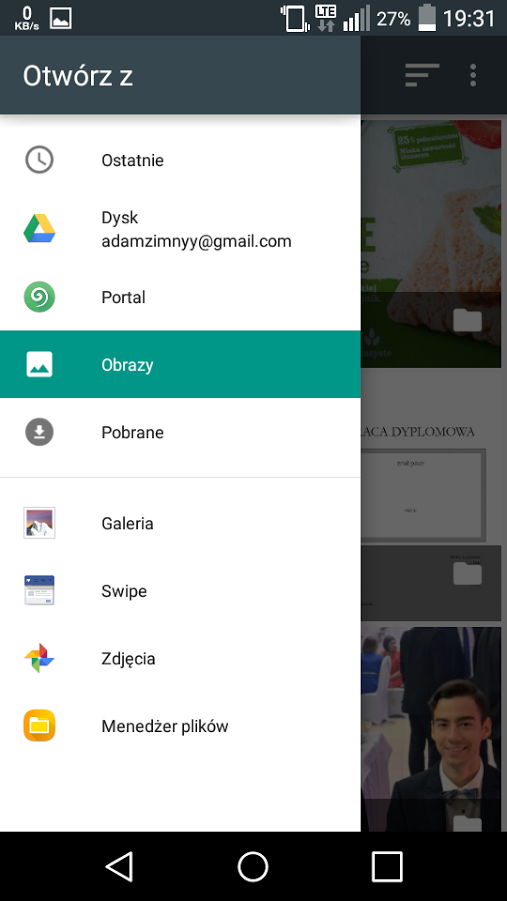 0
KB/s
LTE
27%
19:31
Otwórz z
Ostatnie
Dysk
adamzimnyy@gmail.com
Portal
Obrazy
Pobrane
Galeria
Swipe
Zdjęcia
Menedżer plików
25%
ACA DYPLOMOWA